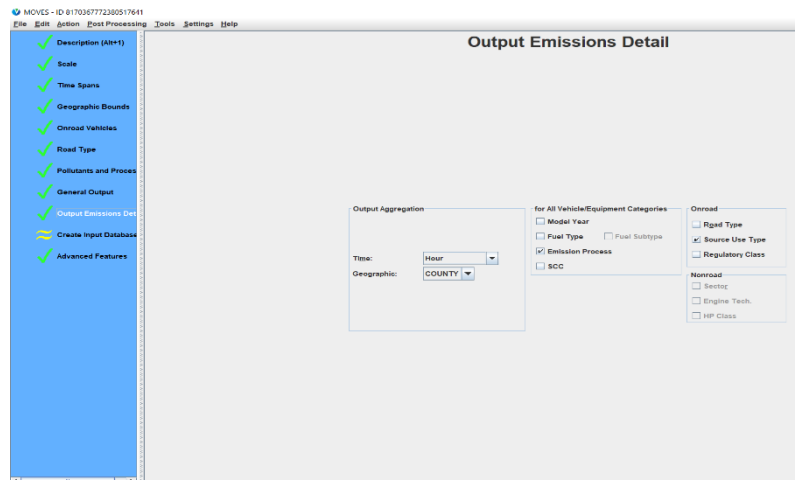 MOVES - ID 8170367772380517641
File Edit Action Post Processing Tools Settings Help
Description (Alt+1)
Scale
Time Spans
Geographic Bounds
Onroad Vehicles
Road Type
Pollutants and Proces
General Output
Output Emissions Det
Create Input Database
Advanced Features
Output Emissions Detail
Output Aggregation
Time: Hour
Geographic: COUNTY
for All Vehicle/Equipment Categories
Model Year
Fuel Type Fuel Subtype
Emission Process
SCC
Onroad
Road Type
Source Use Type
Regulatory Class
Nonroad
Sector
Engine Tech.
HP Class